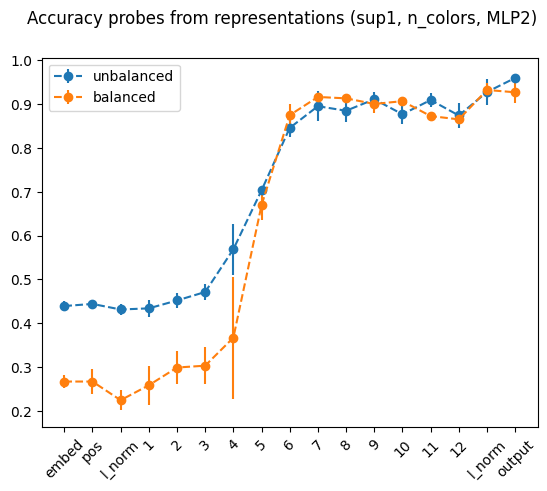 Accuracy probes from representations (sup1, n_colors, MLP2)
unbalanced
balanced
1.0
0.9
0.8
0.7
0.6
0.5
0.4
0.3
0.2
embed pos l_norm 1 2 3 4 5 6 7 8 9 10 11 12 l_norm output